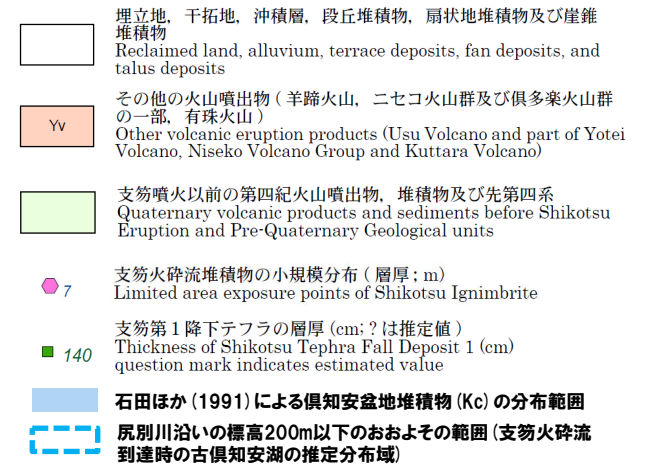 埋立地，干拓地，沖積層，段丘堆積物，扇状地堆積物及び崖錐
堆積物
Reclaimed land, alluvium, terrace deposits, fan deposits, and
talus deposits
Yv
その他の火山噴出物 ( 羊蹄火山，ニセコ火山群及び倶多楽火山群
の一部，有珠火山 )
Other volcanic eruption products (Usu Volcano and part of Yotei
Volcano, Niseko Volcano Group and Kuttara Volcano)
支笏噴火以前の第四紀火山噴出物，堆積物及び先第四系
Quaternary volcanic products and sediments before Shikotsu
Eruption and Pre-Quaternary Geological units
7
支笏火砕流堆積物の小規模分布 ( 層厚 ; m)
Limited area exposure points of Shikotsu Ignimbrite
140
支笏第 1 降下テフラの層厚 (cm; ? は推定値 )
Thickness of Shikotsu Tephra Fall Deposit 1 (cm)
question mark indicates estimated value
石田ほか (1991) による倶知安盆地堆積物 (Kc) の分布範囲
尻別川沿いの標高200m以下のおおよその範囲 (支笏火砕流
到達時の古倶知安湖の推定分布域)